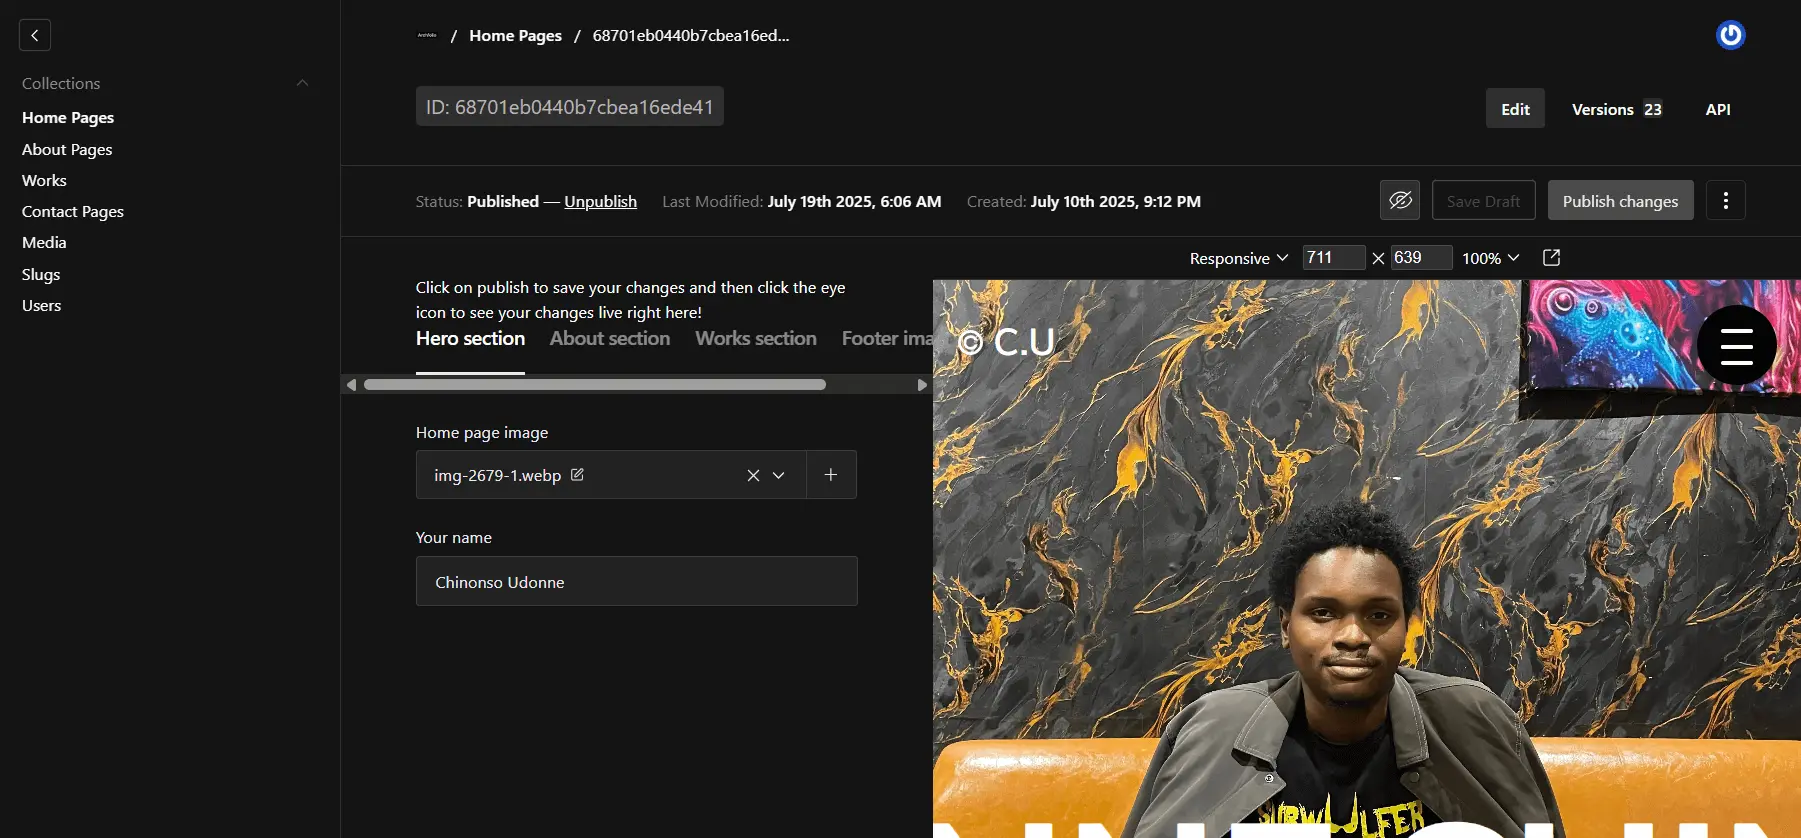 Archfolio / Home Pages / 68701eb0440b7cbea16ed...
Collections
Home Pages
About Pages
Works
Contact Pages
Media
Slugs
Users
ID: 68701eb0440b7cbea16ede41
Edit Versions 23 API
Status: Published — Unpublish Last Modified: July 19th 2025, 6:06 AM Created: July 10th 2025, 9:12 PM
Save Draft Publish changes
Responsive 711 × 639 100%
Click on publish to save your changes and then click the eye
icon to see your changes live right here!
Hero section About section Works section Footer ima
Home page image
img-2679-1.webp
Your name
Chinonso Udonne
© C.U